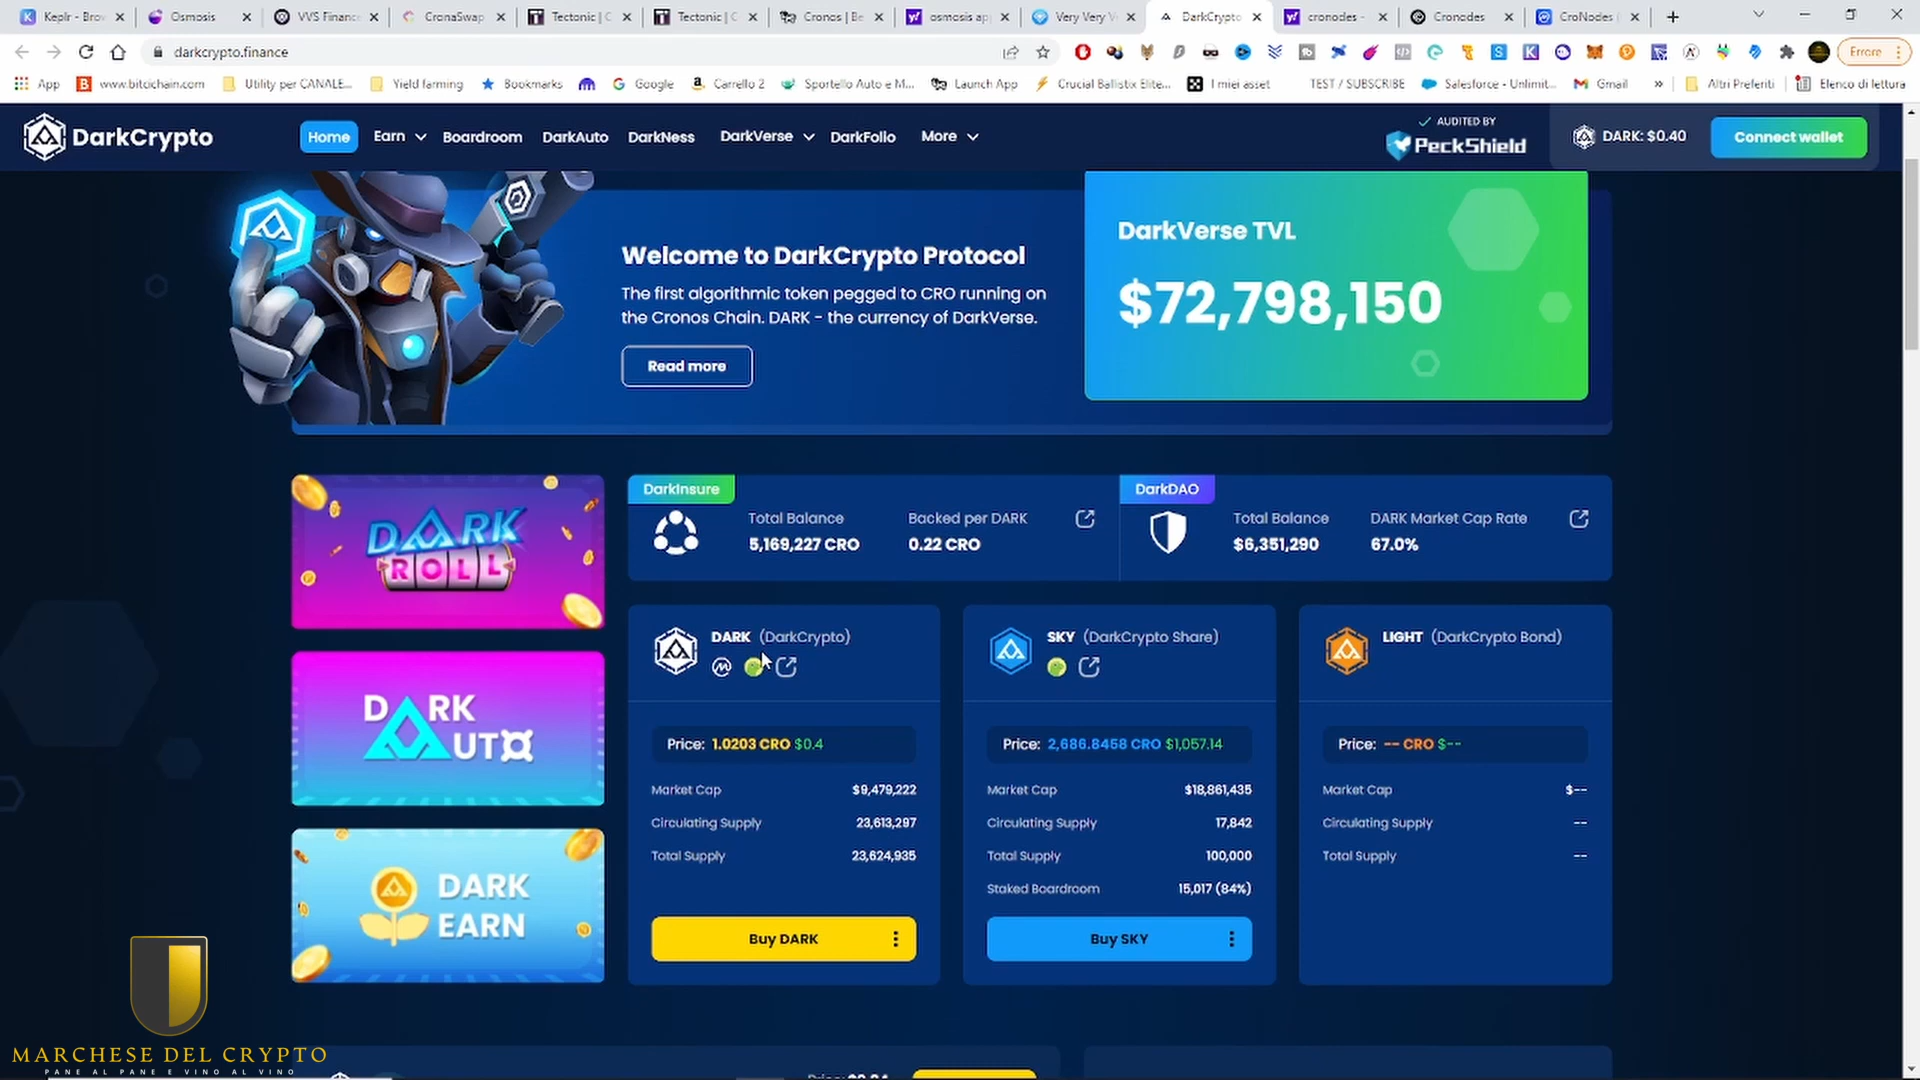 Keplr - Brow
Osmosis
VVS Finance
CronaSwap
Tectonic | C
Tectonic | C
Cronos | Be
osmosis app
Very Very V
DarkCrypto
cronodes -
Cronodes
CroNodes
darkcrypto.finance
Errore
App
www.bitcichain.com
Utility per CANALE...
Yield farming
Bookmarks
Google
Carrello 2
Sportello Auto e M...
Launch App
Crucial Ballistix Elite...
I miei asset
TEST / SUBSCRIBE
Salesforce - Unlimit...
Gmail
»
Altri Preferiti
Elenco di lettura
DarkCrypto
Home
Earn
Boardroom
DarkAuto
DarkNess
DarkVerse
DarkFolio
More
AUDITED BY
PeckShield
DARK: $0.40
Connect wallet
Welcome to DarkCrypto Protocol
The first algorithmic token pegged to CRO running on
the Cronos Chain. DARK - the currency of DarkVerse.
Read more
DarkVerse TVL
$72,798,150
DARK
ROLL
DARK
AUTO
DARK
EARN
DarkInsure
Total Balance
5,169,227 CRO
Backed per DARK
0.22 CRO
DarkDAO
Total Balance
$6,351,290
DARK Market Cap Rate
67.0%
DARK (DarkCrypto)
Price: 1.0203 CRO $0.4
Market Cap $9,479,222
Circulating Supply 23,613,297
Total Supply 23,624,935
Buy DARK
SKY (DarkCrypto Share)
Price: 2,686.8458 CRO $1,057.14
Market Cap $18,861,435
Circulating Supply 17,842
Total Supply 100,000
Staked Boardroom 15,017 (84%)
Buy SKY
LIGHT (DarkCrypto Bond)
Price: -- CRO $--
Market Cap $--
Circulating Supply --
Total Supply --
MARCHESE DEL CRYPTO
PANE AL PANE E VINO AL VINO